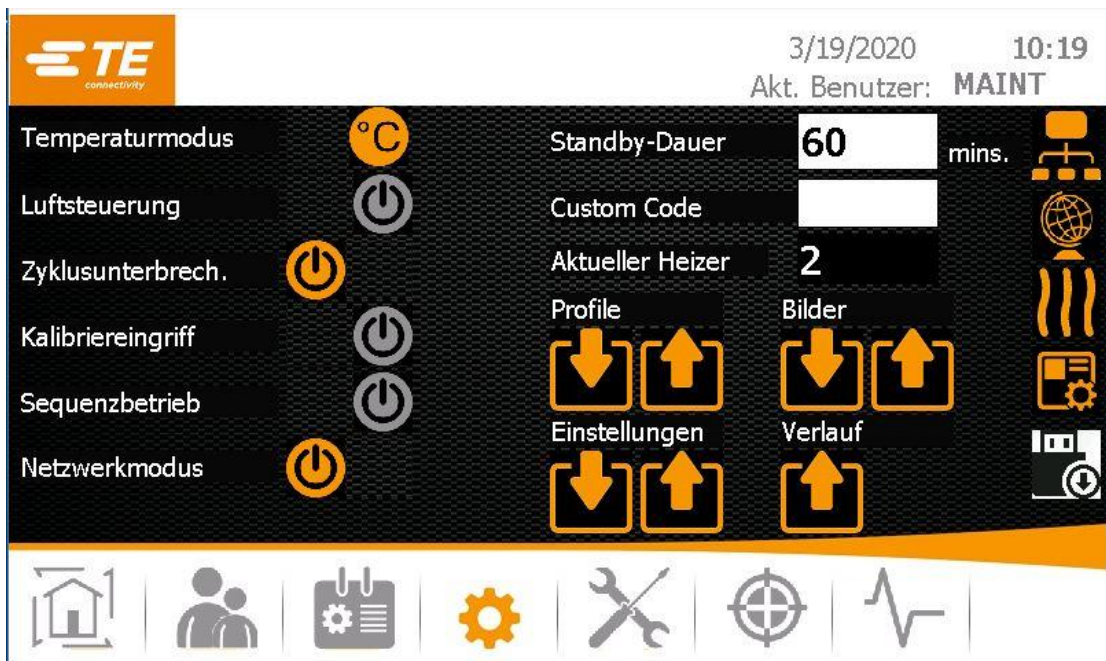 TE
connectivity
3/19/2020 10:19
Akt. Benutzer: MAINT
Temperaturmodus °C
Luftsteuerung
Zyklusunterbrech.
Kalibriereingriff
Sequenzbetrieb
Netzwerkmodus
Standby-Dauer 60 mins.
Custom Code
Aktueller Heizer 2
Profile Bilder
Einstellungen Verlauf